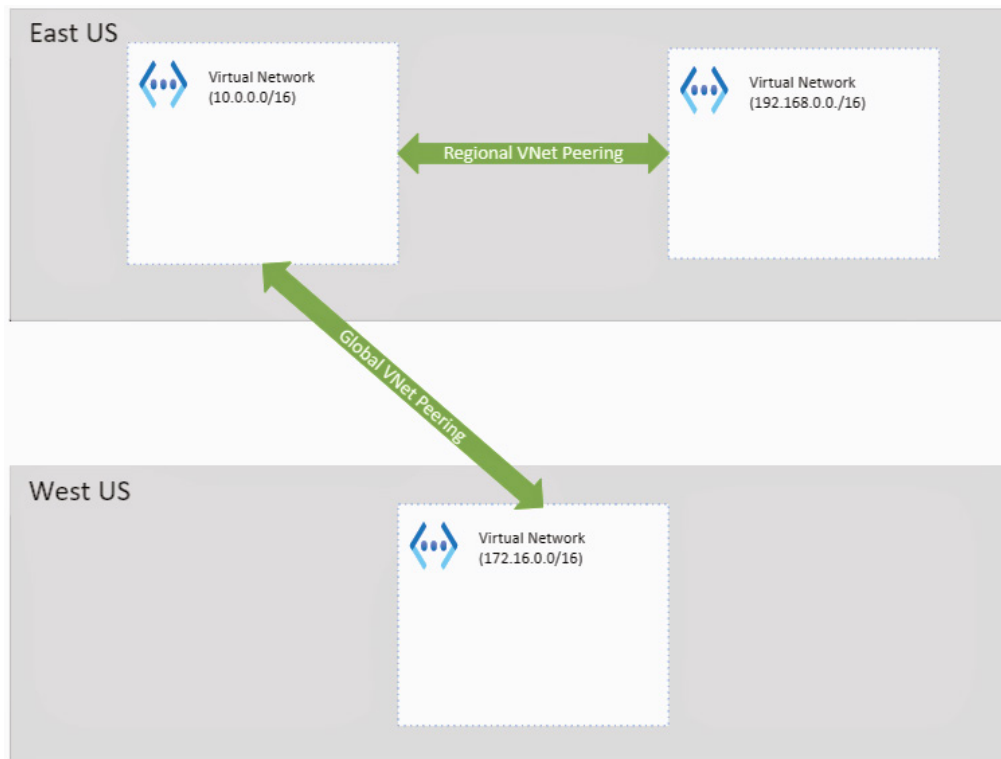 East US
Virtual Network
(10.0.0.0/16)
Virtual Network
(192.168.0.0./16)
Regional VNet Peering
Global VNet Peering
West US
Virtual Network
(172.16.0.0/16)